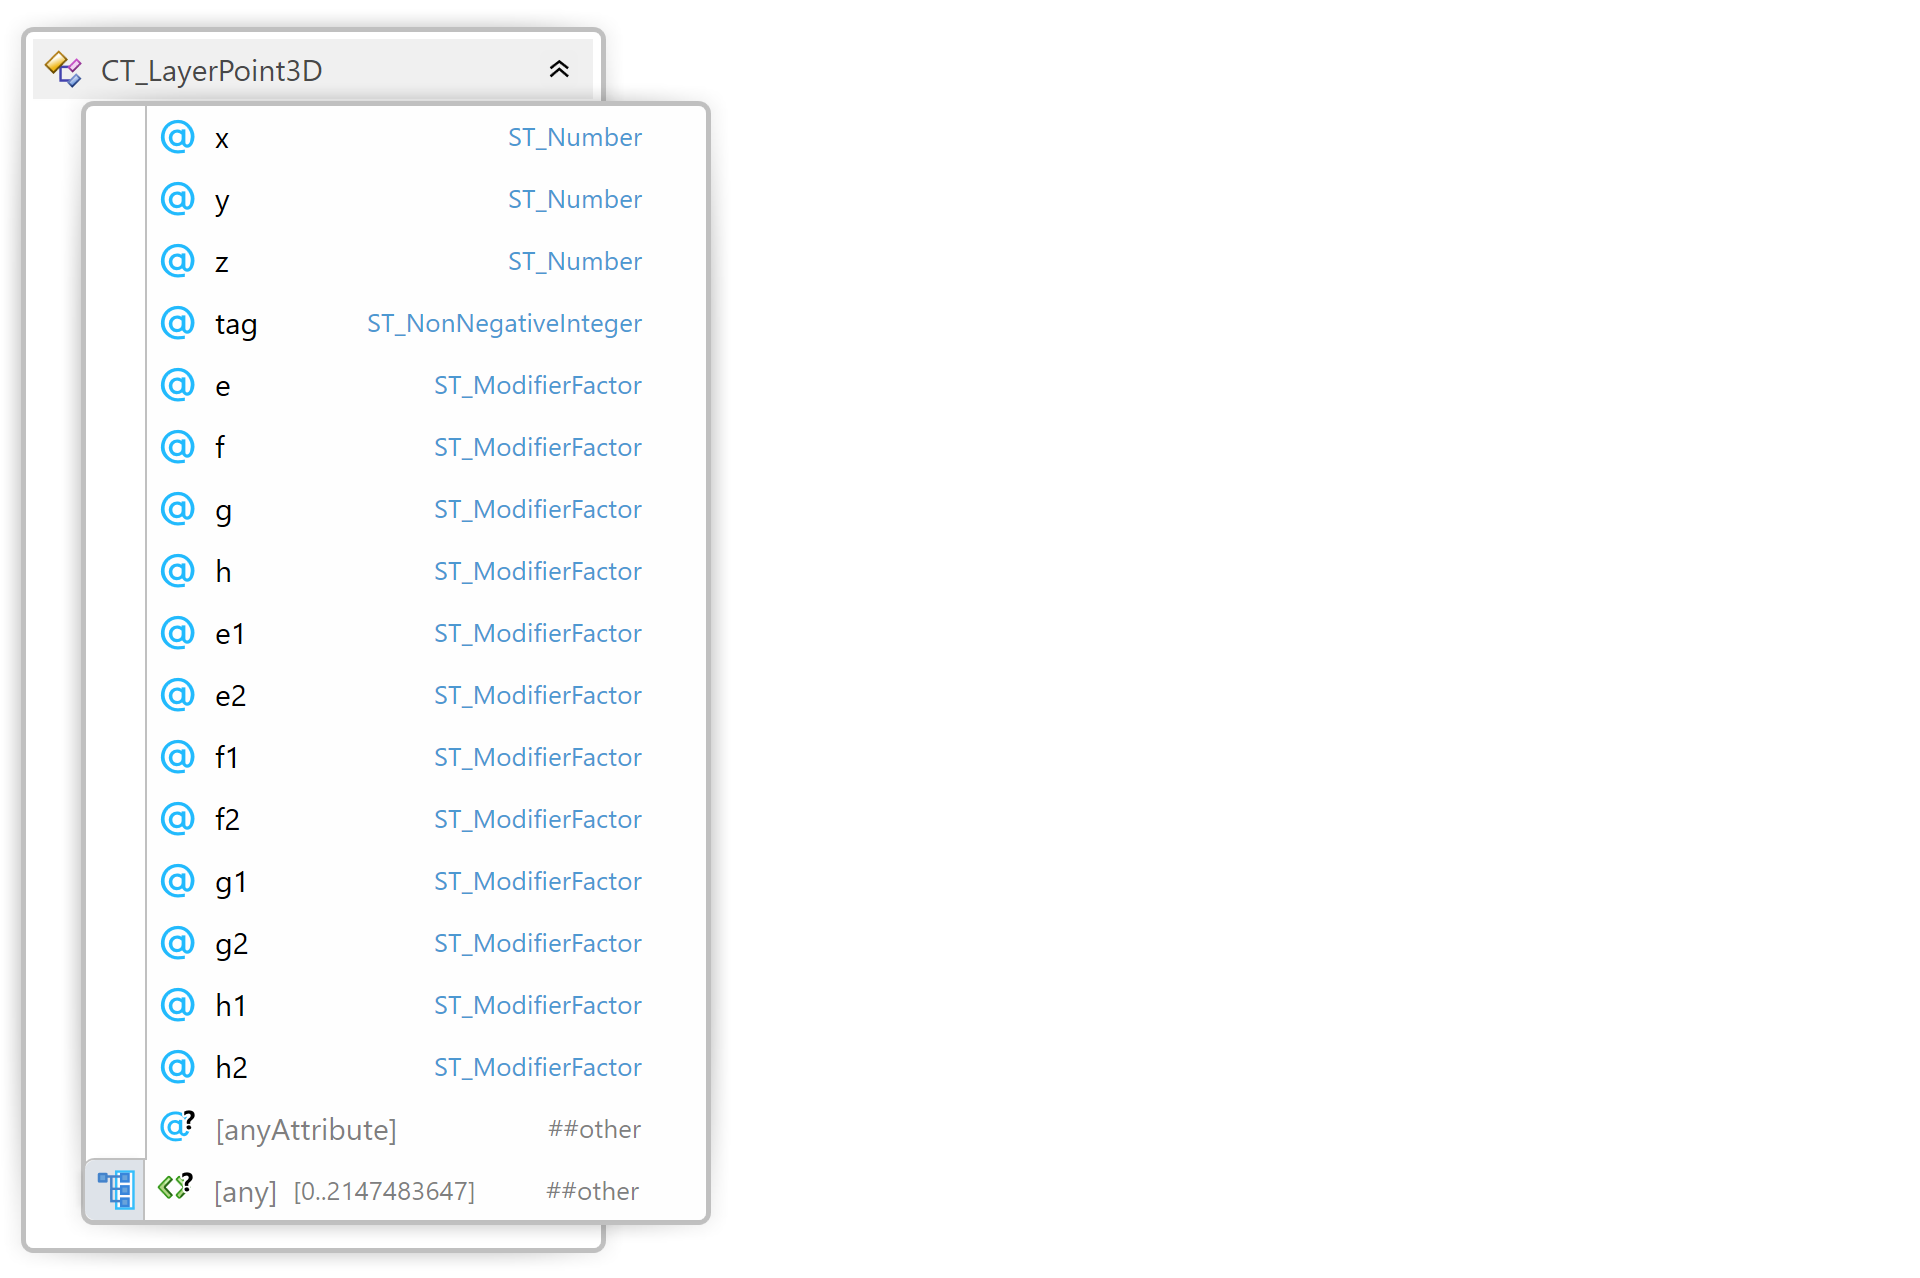 CT_LayerPoint3D
@ x ST_Number
@ y ST_Number
@ z ST_Number
@ tag ST_NonNegativeInteger
@ e ST_ModifierFactor
@ f ST_ModifierFactor
@ g ST_ModifierFactor
@ h ST_ModifierFactor
@ e1 ST_ModifierFactor
@ e2 ST_ModifierFactor
@ f1 ST_ModifierFactor
@ f2 ST_ModifierFactor
@ g1 ST_ModifierFactor
@ g2 ST_ModifierFactor
@ h1 ST_ModifierFactor
@ h2 ST_ModifierFactor
@? [anyAttribute] ##other
<>? [any] [0..2147483647] ##other